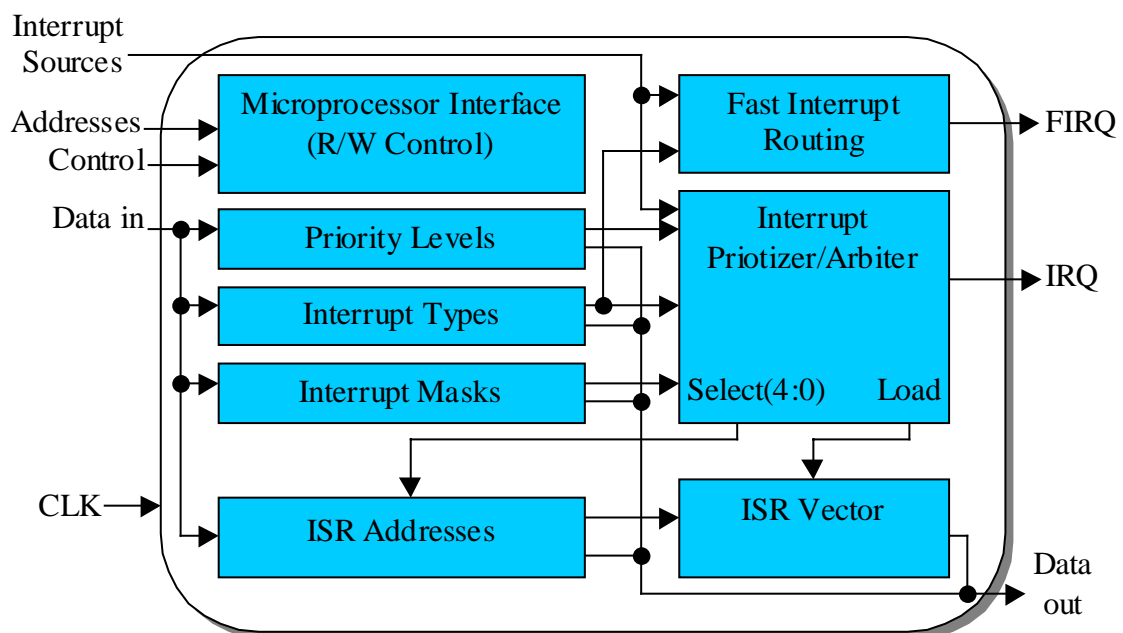 Interrupt
Sources
Addresses
Control
Data in
CLK
Microprocessor Interface
(R/W Control)
Priority Levels
Interrupt Types
Interrupt Masks
ISR Addresses
Fast Interrupt
Routing
Interrupt
Priotizer/Arbiter
Select(4:0) Load
ISR Vector
FIRQ
IRQ
Data
out